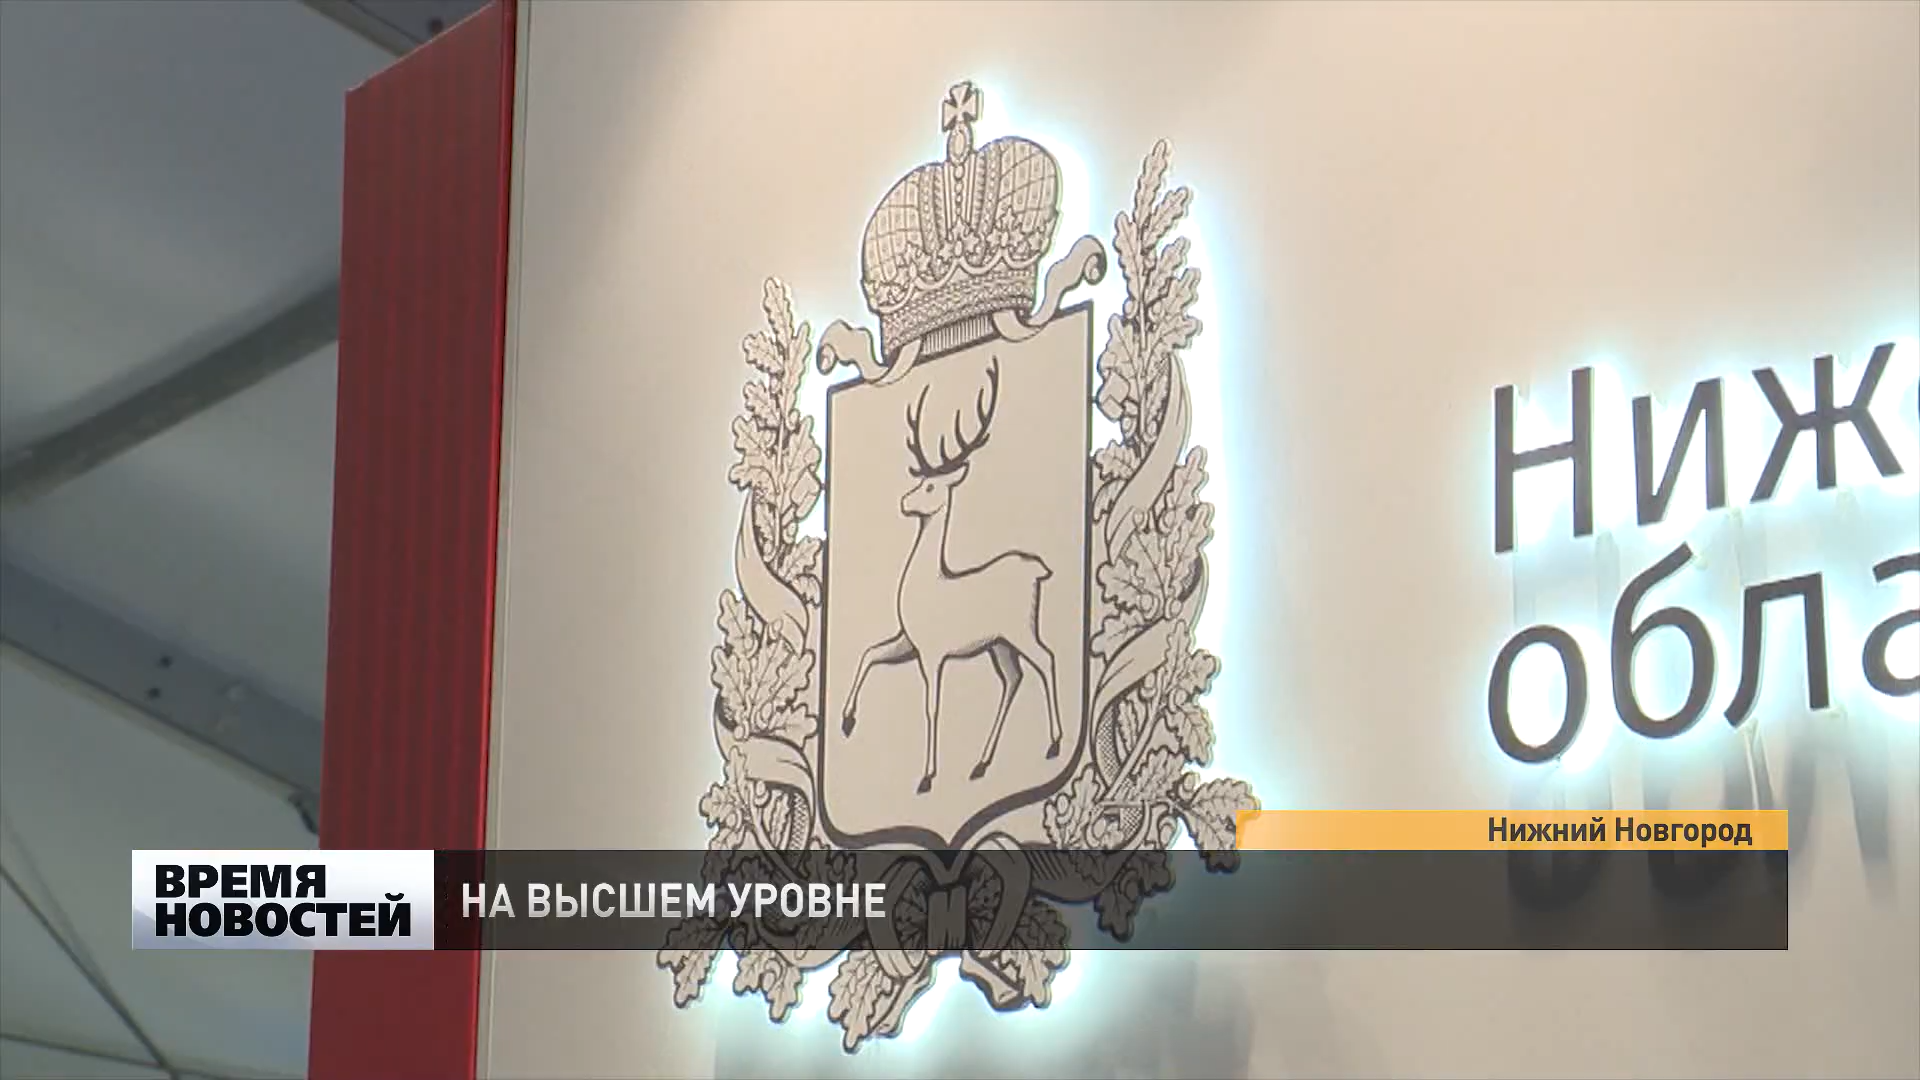 Ниж
обла
Нижний Новгород
ВРЕМЯ
НОВОСТЕЙ
НА ВЫСШЕМ УРОВНЕ